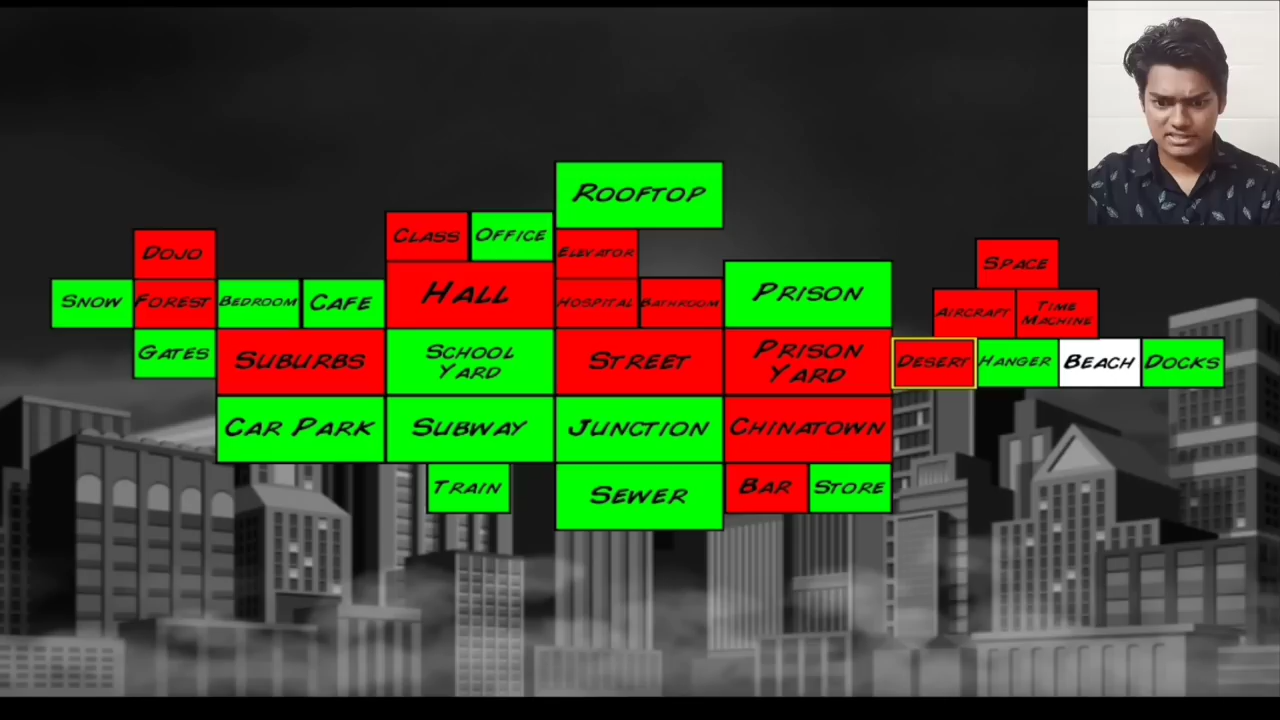 Rooftop
Class
Office
Dojo
Elevator
Space
Snow
Forest
Bedroom
Cafe
Hall
Hospital
Bathroom
Prison
Aircraft
Time
Machine
Gates
Suburbs
School
Yard
Street
Prison
Yard
Desert
Hanger
Beach
Docks
Car Park
Subway
Junction
Chinatown
Train
Sewer
Bar
Store